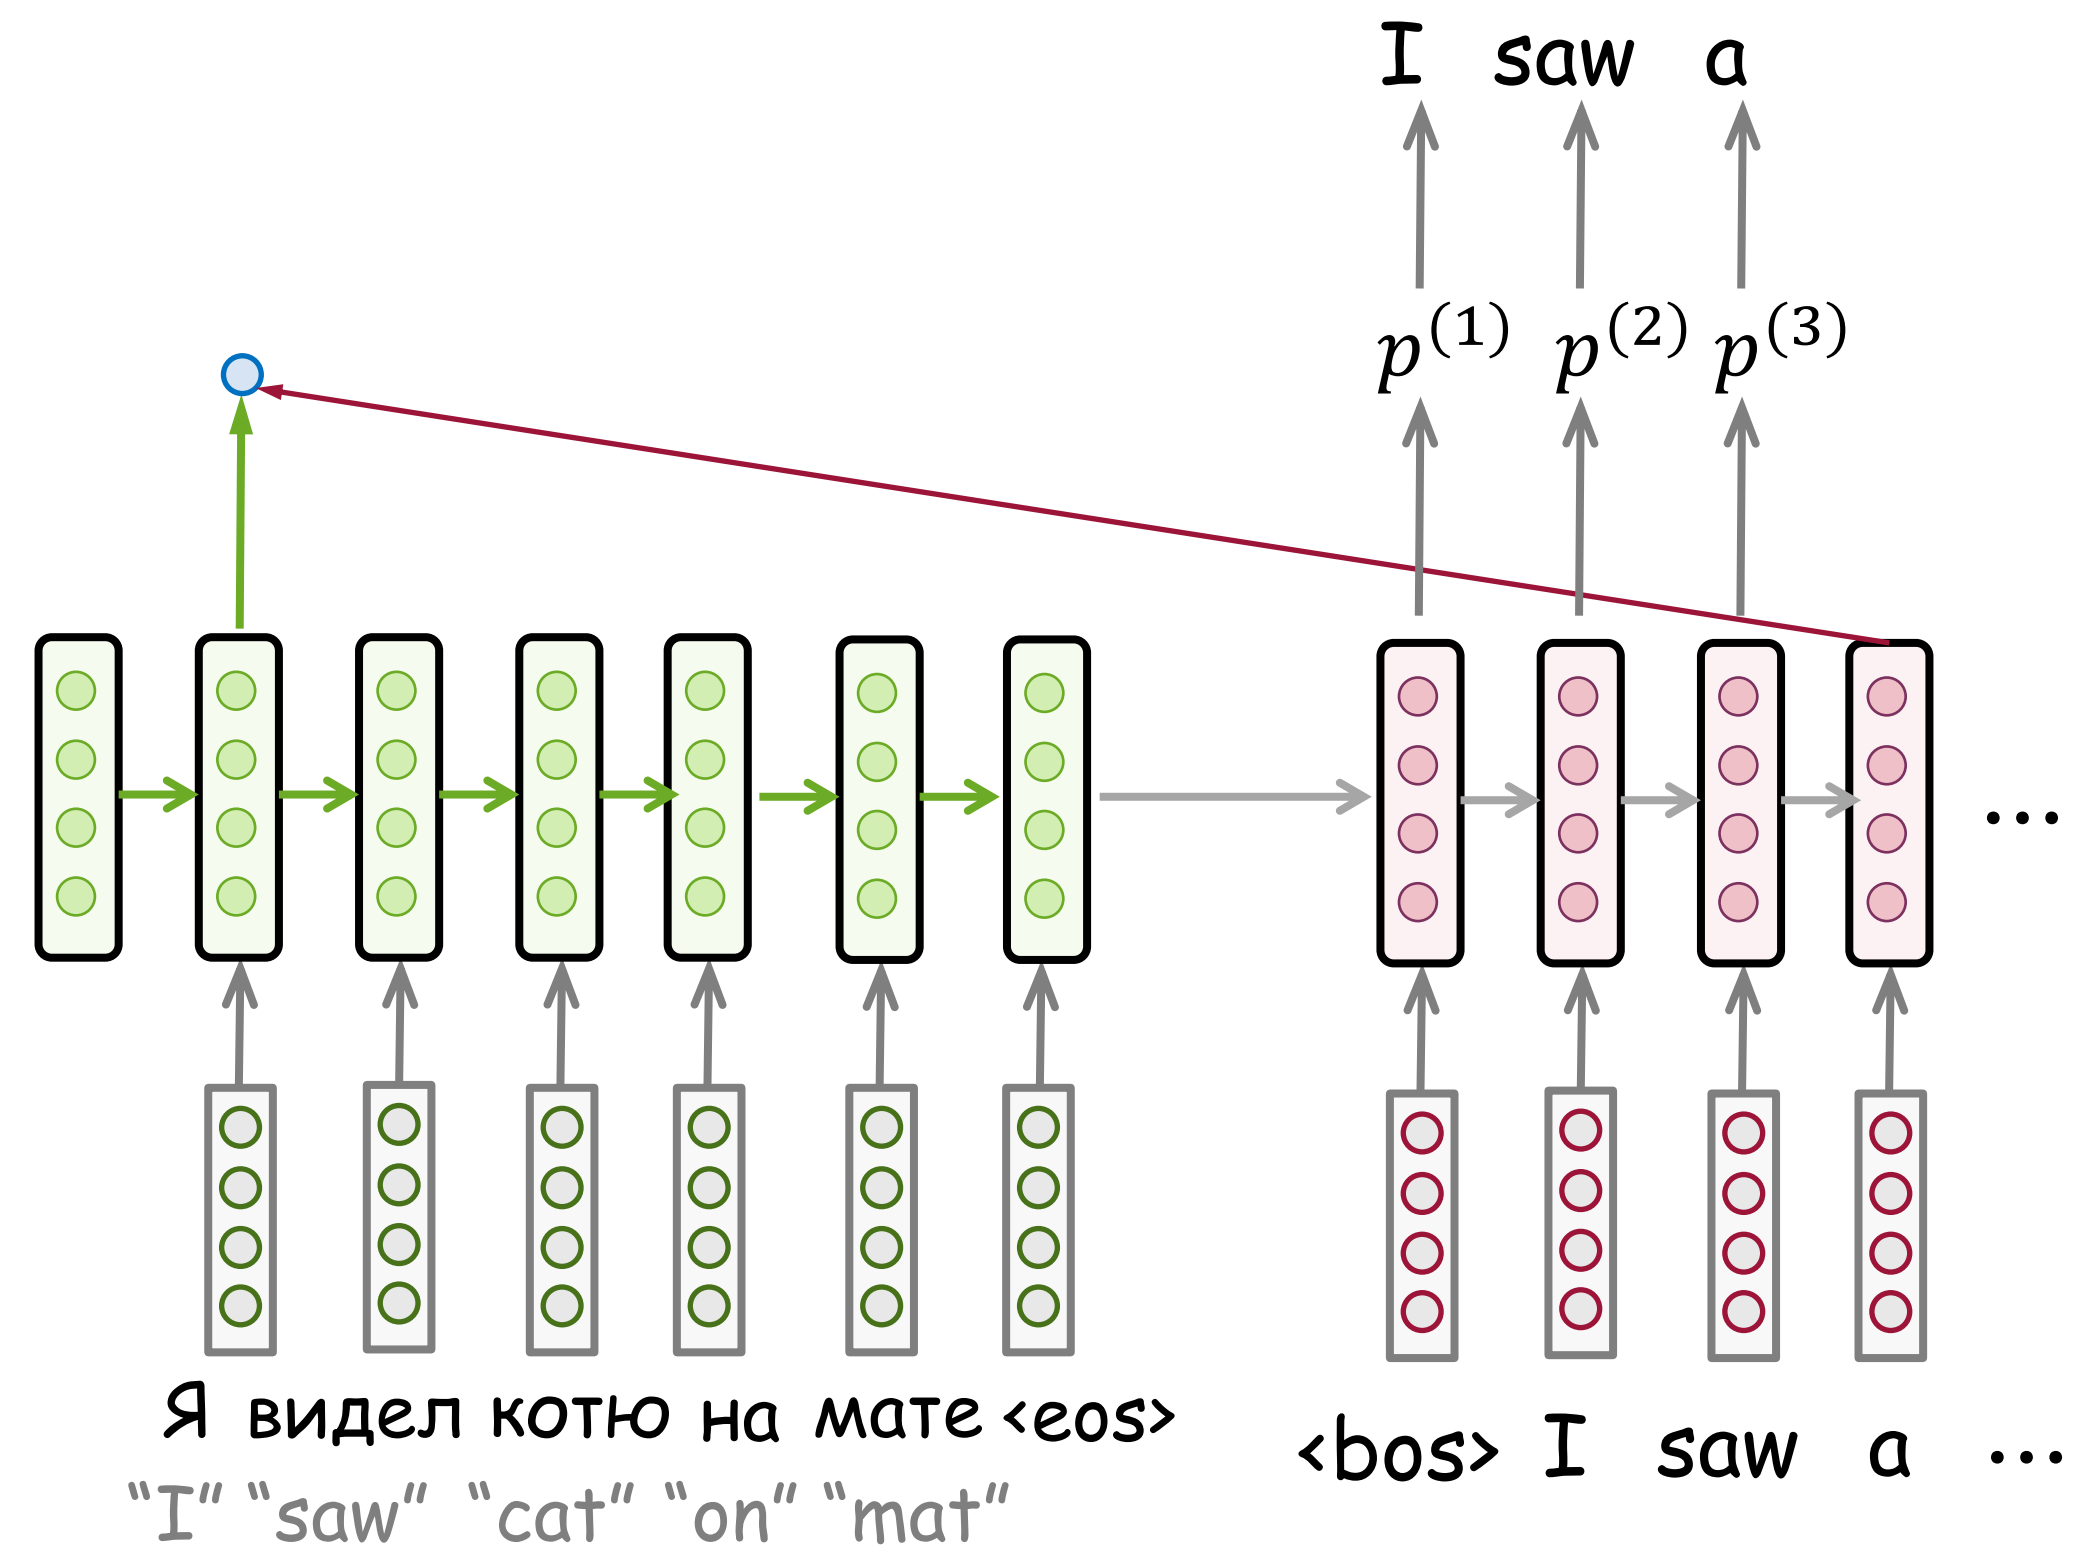 I saw a
p^(1) p^(2) p^(3)
...
Я видел котю на мате <eos>
<bos> I saw a ...
“I” “saw” “cat” “on” “mat”